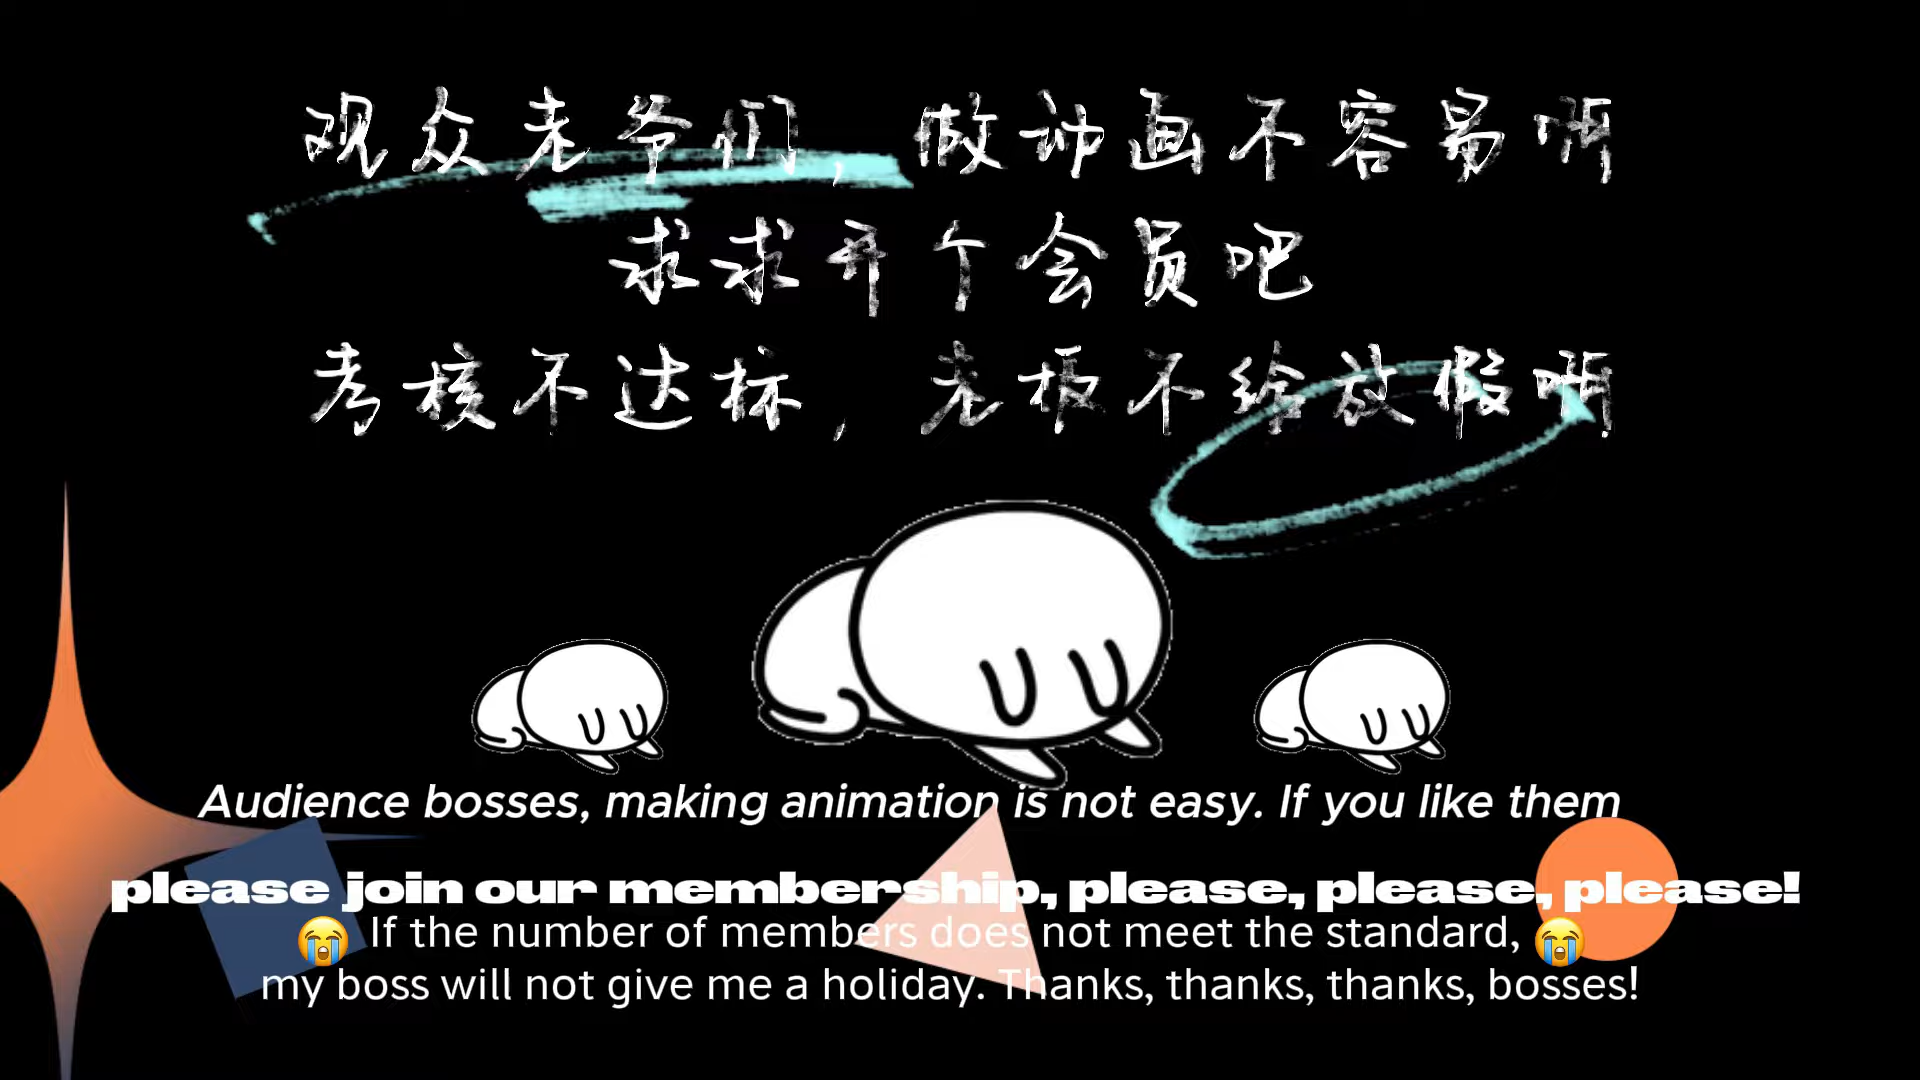 观众老爷们，做动画不容易啊
求求开个会员吧
考核不达标，老板不给放假啊！
Audience bosses, making animation is not easy. If you like them
please join our membership, please, please, please!
😭 If the number of members does not meet the standard, 😭
my boss will not give me a holiday. Thanks, thanks, thanks, bosses!